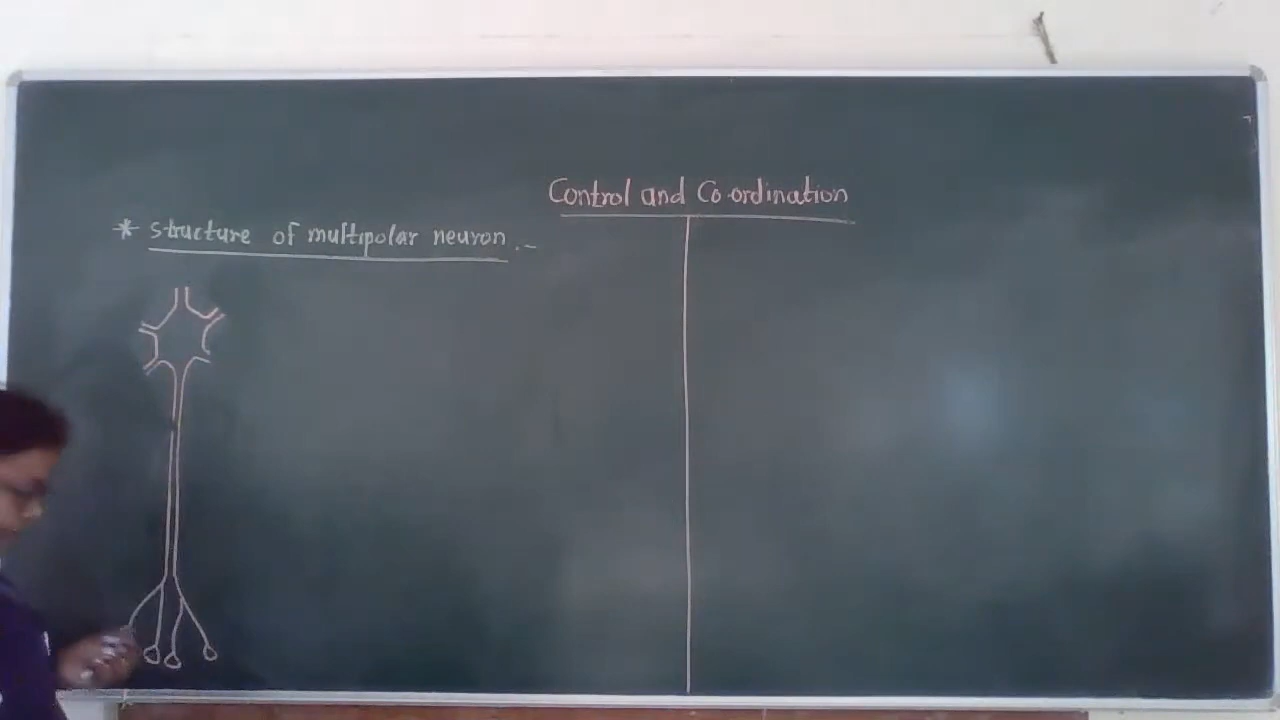 Control and Co-ordination
* structure of multipolar neuron.-